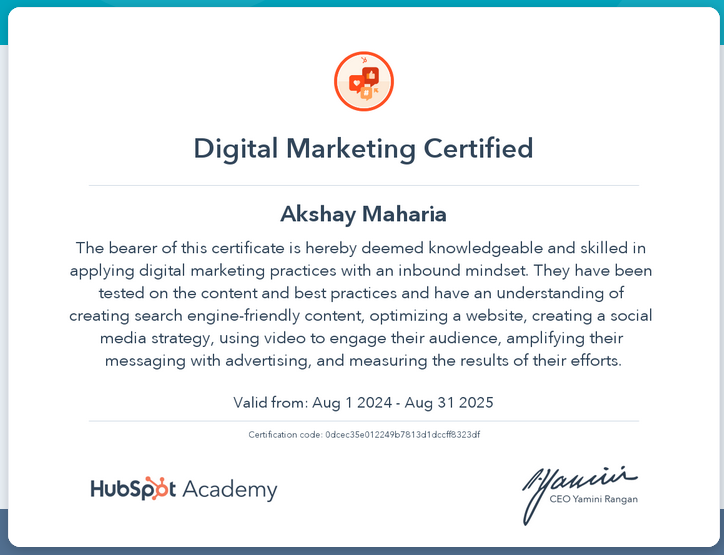 Digital Marketing Certified
Akshay Maharia
The bearer of this certificate is hereby deemed knowledgeable and skilled in
applying digital marketing practices with an inbound mindset. They have been
tested on the content and best practices and have an understanding of
creating search engine-friendly content, optimizing a website, creating a social
media strategy, using video to engage their audience, amplifying their
messaging with advertising, and measuring the results of their efforts.
Valid from: Aug 1 2024 - Aug 31 2025
Certification code: 0dcec35e012249b7813d1dccff8323df
HubSpot Academy
Yamini
CEO Yamini Rangan